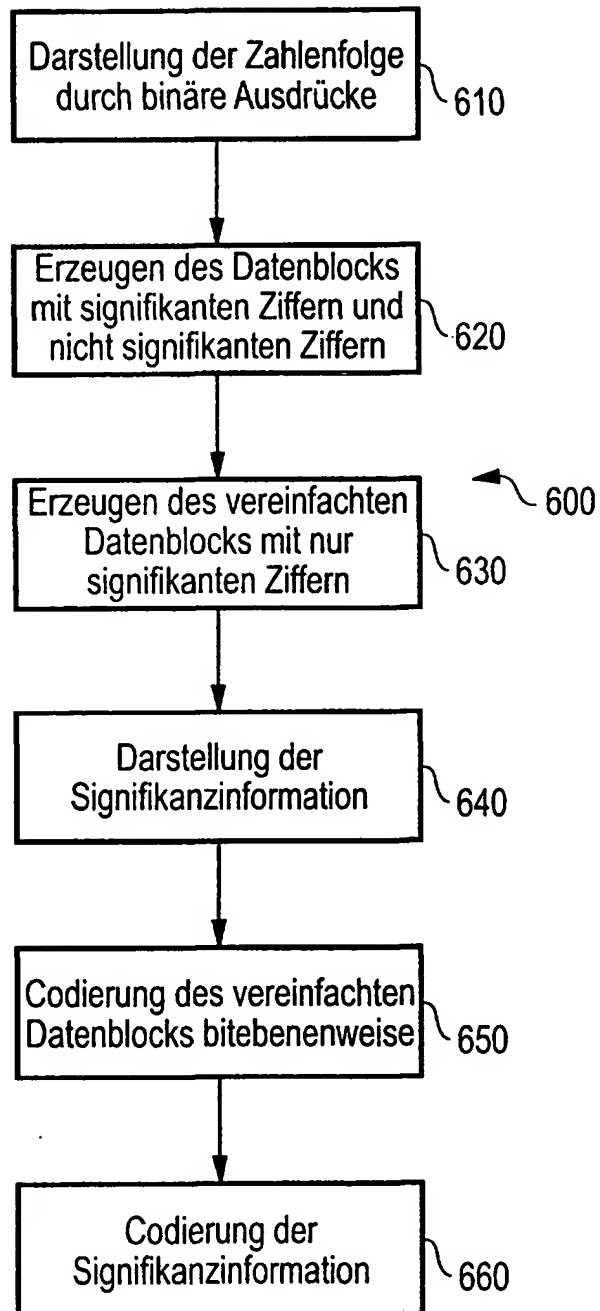 Darstellung der Zahlenfolge
durch binäre Ausdrücke
610
Erzeugen des Datenblocks
mit signifikanten Ziffern und
nicht signifikanten Ziffern
620
600
Erzeugen des vereinfachten
Datenblocks mit nur
signifikanten Ziffern
630
Darstellung der
Signifikanzinformation
640
Codierung des vereinfachten
Datenblocks bitebenenweise
650
Codierung der
Signifikanzinformation
660